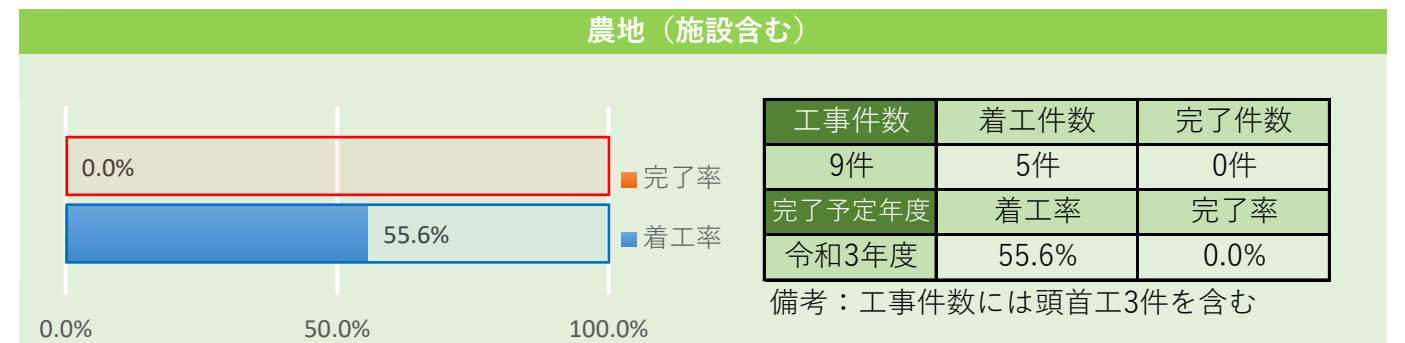 農地（施設含む）
0.0%
完了率
55.6%
着工率
0.0% 50.0% 100.0%
工事件数 着工件数 完了件数
9件 5件 0件
完了予定年度 着工率 完了率
令和3年度 55.6% 0.0%
備考：工事件数には頭首工3件を含む